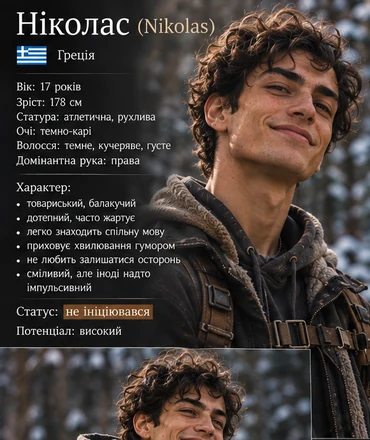 Ніколас (Nikolas)
Греція
Вік: 17 років
Зріст: 178 см
Статура: атлетична, рухлива
Очі: темно-карі
Волосся: темне, кучеряве, густе
Домінантна рука: права
Характер:
• товариський, балакучий
• дотепний, часто жартує
• легко знаходить спільну мову
• приховує хвилювання гумором
• не любить залишатися осторонь
• сміливий, але іноді надто
імпульсивний
Статус: не ініціювався
Потенціал: високий